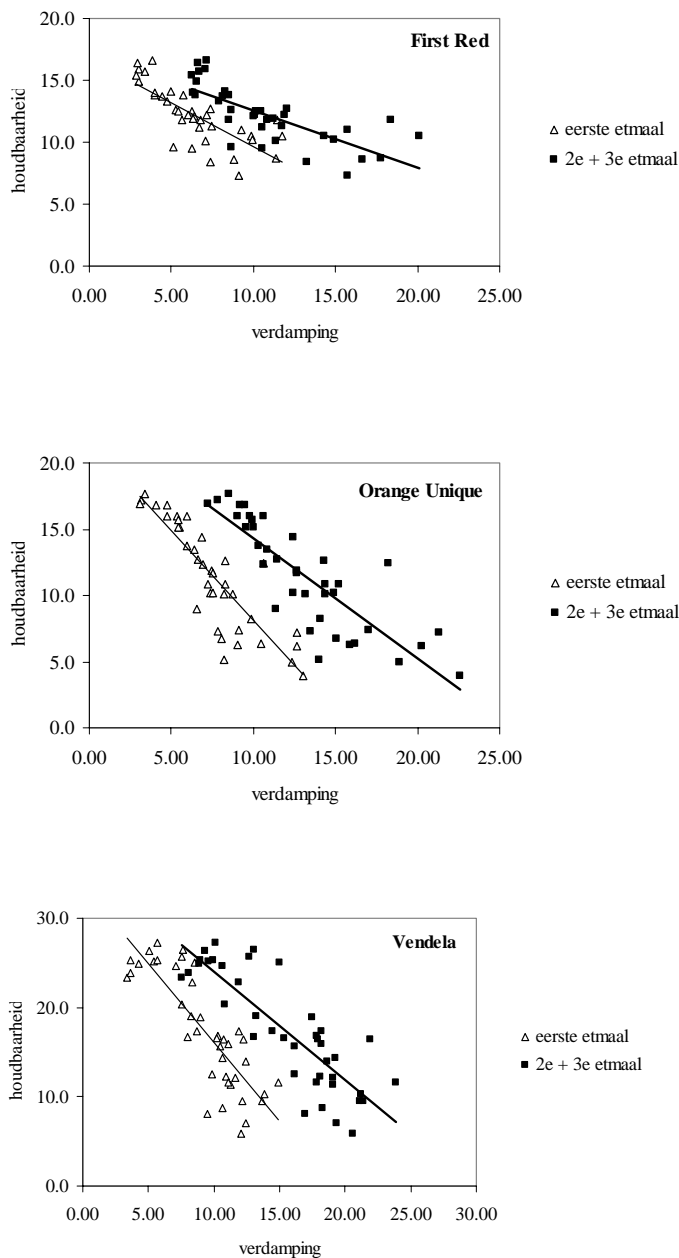 First Red
20.0
15.0
10.0
5.0
0.0
houdbaarheid
0.00 5.00 10.00 15.00 20.00 25.00
verdamping
eerste etmaal
2e + 3e etmaal
Orange Unique
20.0
15.0
10.0
5.0
0.0
houdbaarheid
0.00 5.00 10.00 15.00 20.00 25.00
verdamping
eerste etmaal
2e + 3e etmaal
Vendela
30.0
20.0
10.0
0.0
houdbaarheid
0.00 5.00 10.00 15.00 20.00 25.00 30.00
verdamping
eerste etmaal
2e + 3e etmaal